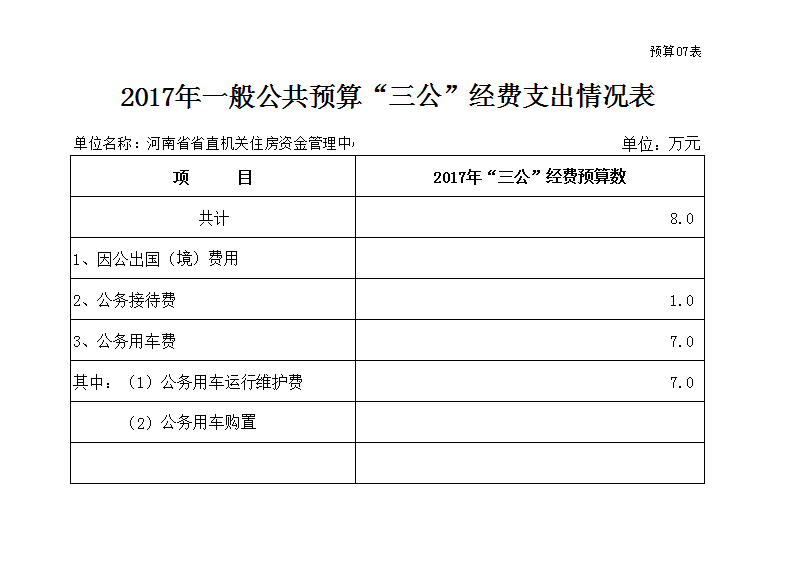 预算07表
2017年一般公共预算“三公”经费支出情况表
单位名称：河南省省直机关住房资金管理中 单位：万元
项 目 2017年“三公”经费预算数
共计 8.0
1、因公出国（境）费用
2、公务接待费 1.0
3、公务用车费 7.0
其中：（1）公务用车运行维护费 7.0
（2）公务用车购置